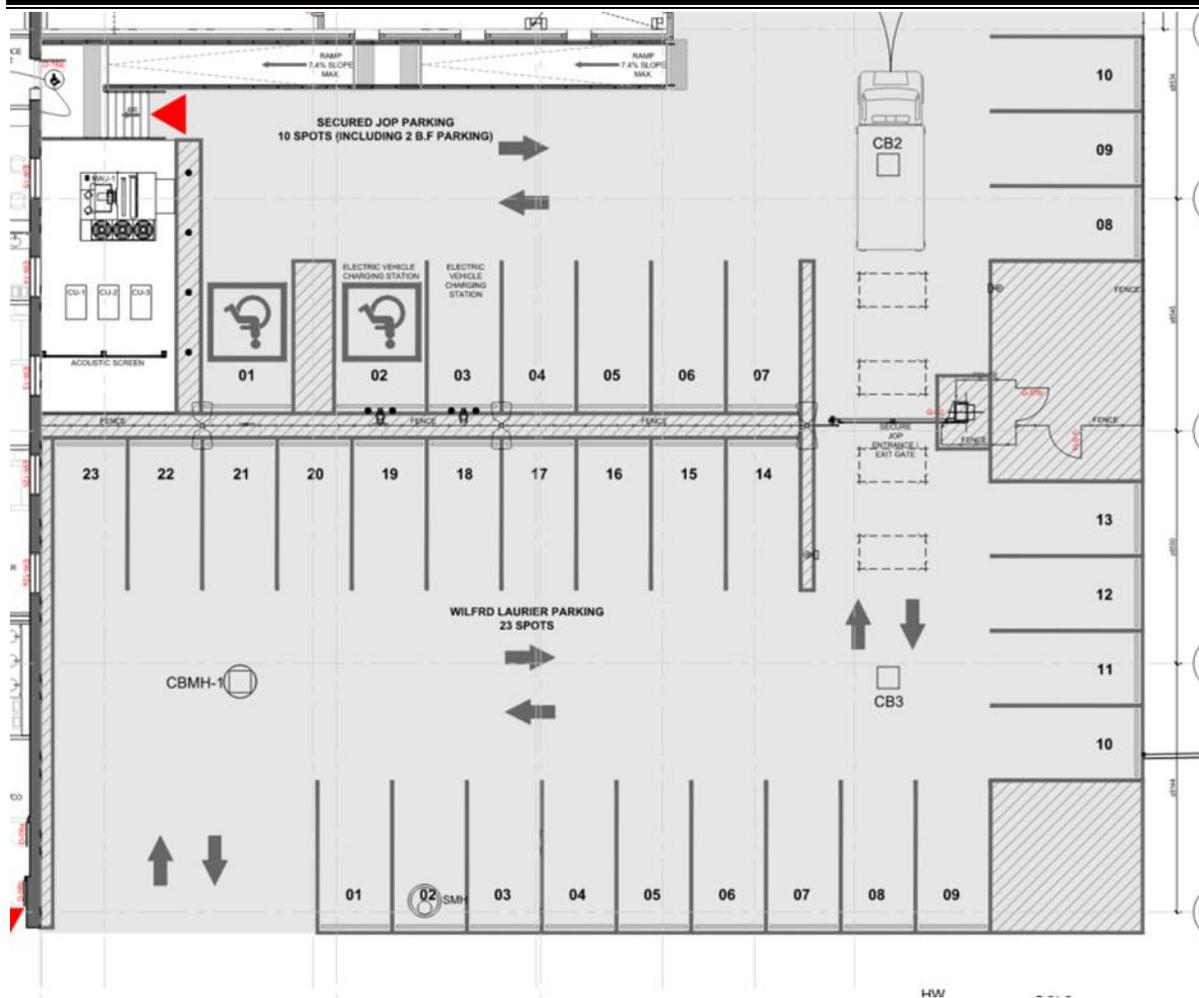 RAMP
7.4% SLOPE
MAX.
RAMP
7.4% SLOPE
MAX.
10
SECURED JOP PARKING
10 SPOTS (INCLUDING 2 B.F PARKING)
CB2
09
MAU-1
08
ELECTRIC VEHICLE
CHARGING STATION
ELECTRIC
VEHICLE
CHARGING
STATION
FENCE
CU-1
CU-2
CU-3
ACOUSTIC SCREEN
01
02
03
04
05
06
07
FENCE
FENCE
FENCE
FENCE
FENCE
SECURE
JOP
ENTRANCE /
EXIT GATE
23
22
21
20
19
18
17
16
15
14
13
12
WILFRD LAURIER PARKING
23 SPOTS
11
CBMH-1
CB3
10
01
02
SMH
03
04
05
06
07
08
09
HW